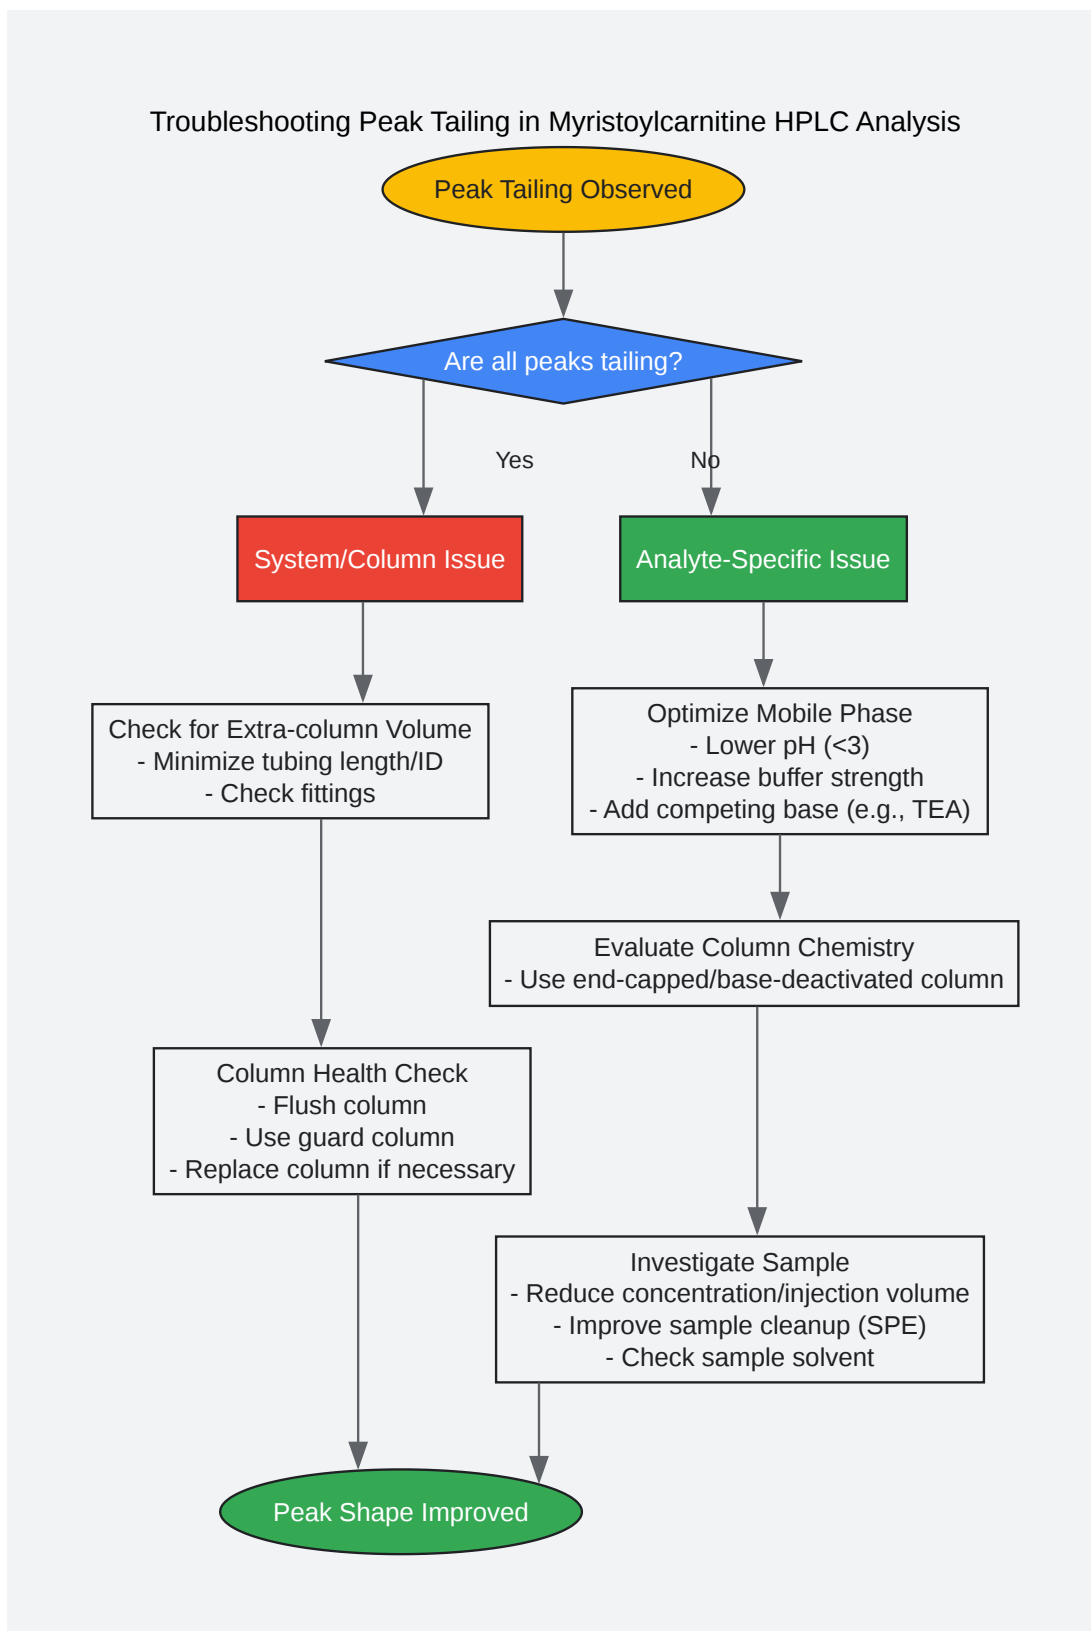 Troubleshooting Peak Tailing in Myristoylcarnitine HPLC Analysis
Peak Tailing Observed
Are all peaks tailing?
Yes
No
System/Column Issue
Analyte-Specific Issue
Check for Extra-column Volume
- Minimize tubing length/ID
- Check fittings
Optimize Mobile Phase
- Lower pH (<3)
- Increase buffer strength
- Add competing base (e.g., TEA)
Evaluate Column Chemistry
- Use end-capped/base-deactivated column
Column Health Check
- Flush column
- Use guard column
- Replace column if necessary
Investigate Sample
- Reduce concentration/injection volume
- Improve sample cleanup (SPE)
- Check sample solvent
Peak Shape Improved